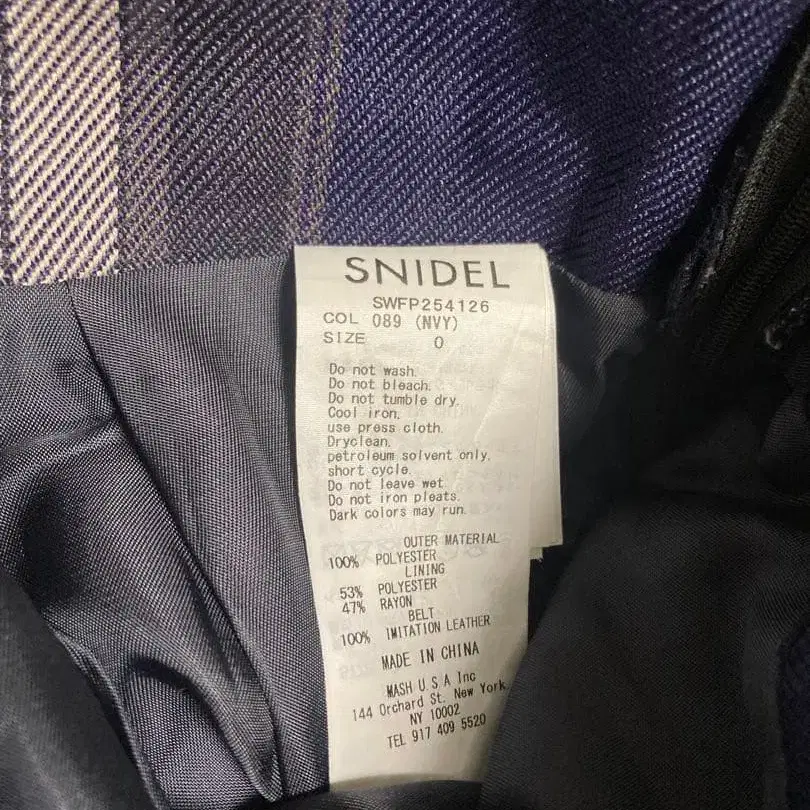 SNIDEL
SWFP254126
COL 089 (NVY)
SIZE 0
Do not wash.
Do not bleach.
Do not tumble dry.
Cool iron.
use press cloth.
Dryclean.
petroleum solvent only.
short cycle.
Do not leave wet
Do not iron pleats.
Dark colors may run.
OUTER MATERIAL
100% POLYESTER
LINING
53% POLYESTER
47% RAYON
BELT
100% IMITATION LEATHER
MADE IN CHINA
MASH U S A Inc
144 Orchard St. New York.
NY 10002
TEL 917 409 5520